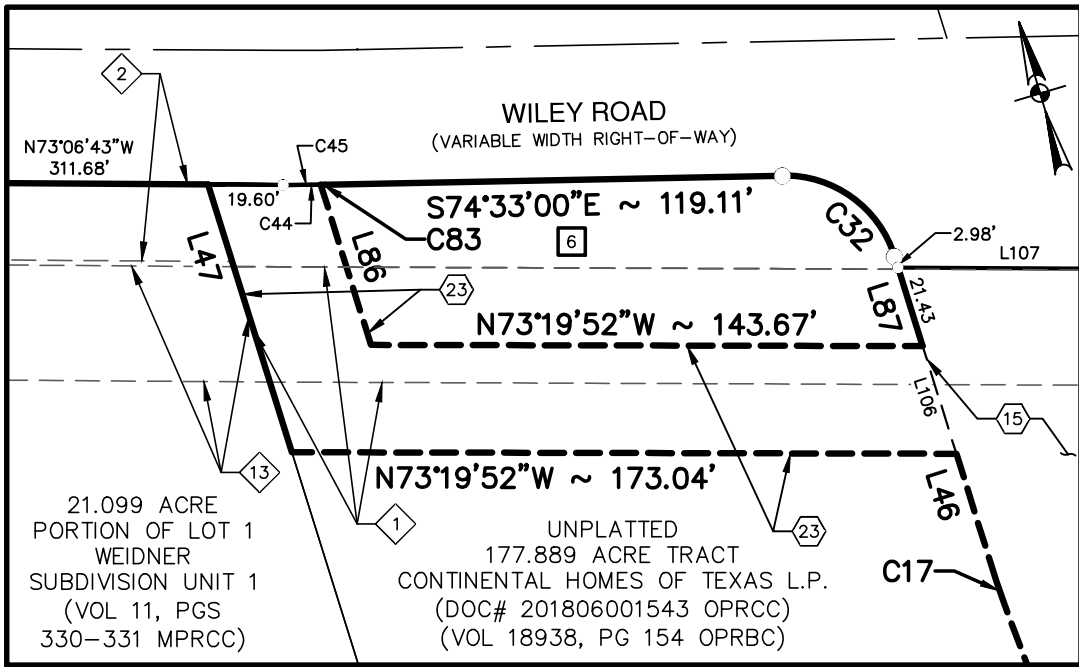 2
WILEY ROAD
(VARIABLE WIDTH RIGHT-OF-WAY)
N73°06'43"W
311.68'
C45
19.60'
C44
S74°33'00"E ~ 119.11'
C83
6
C32
2.98'
L107
L47
L86
23
L87
21.43
N73°19'52"W ~ 143.67'
L106
15
N73°19'52"W ~ 173.04'
13
1
23
L46
C17
21.099 ACRE
PORTION OF LOT 1
WEIDNER
SUBDIVISION UNIT 1
(VOL 11, PGS
330-331 MPRCC)
UNPLATTED
177.889 ACRE TRACT
CONTINENTAL HOMES OF TEXAS L.P.
(DOC# 201806001543 OPRCC)
(VOL 18938, PG 154 OPRBC)